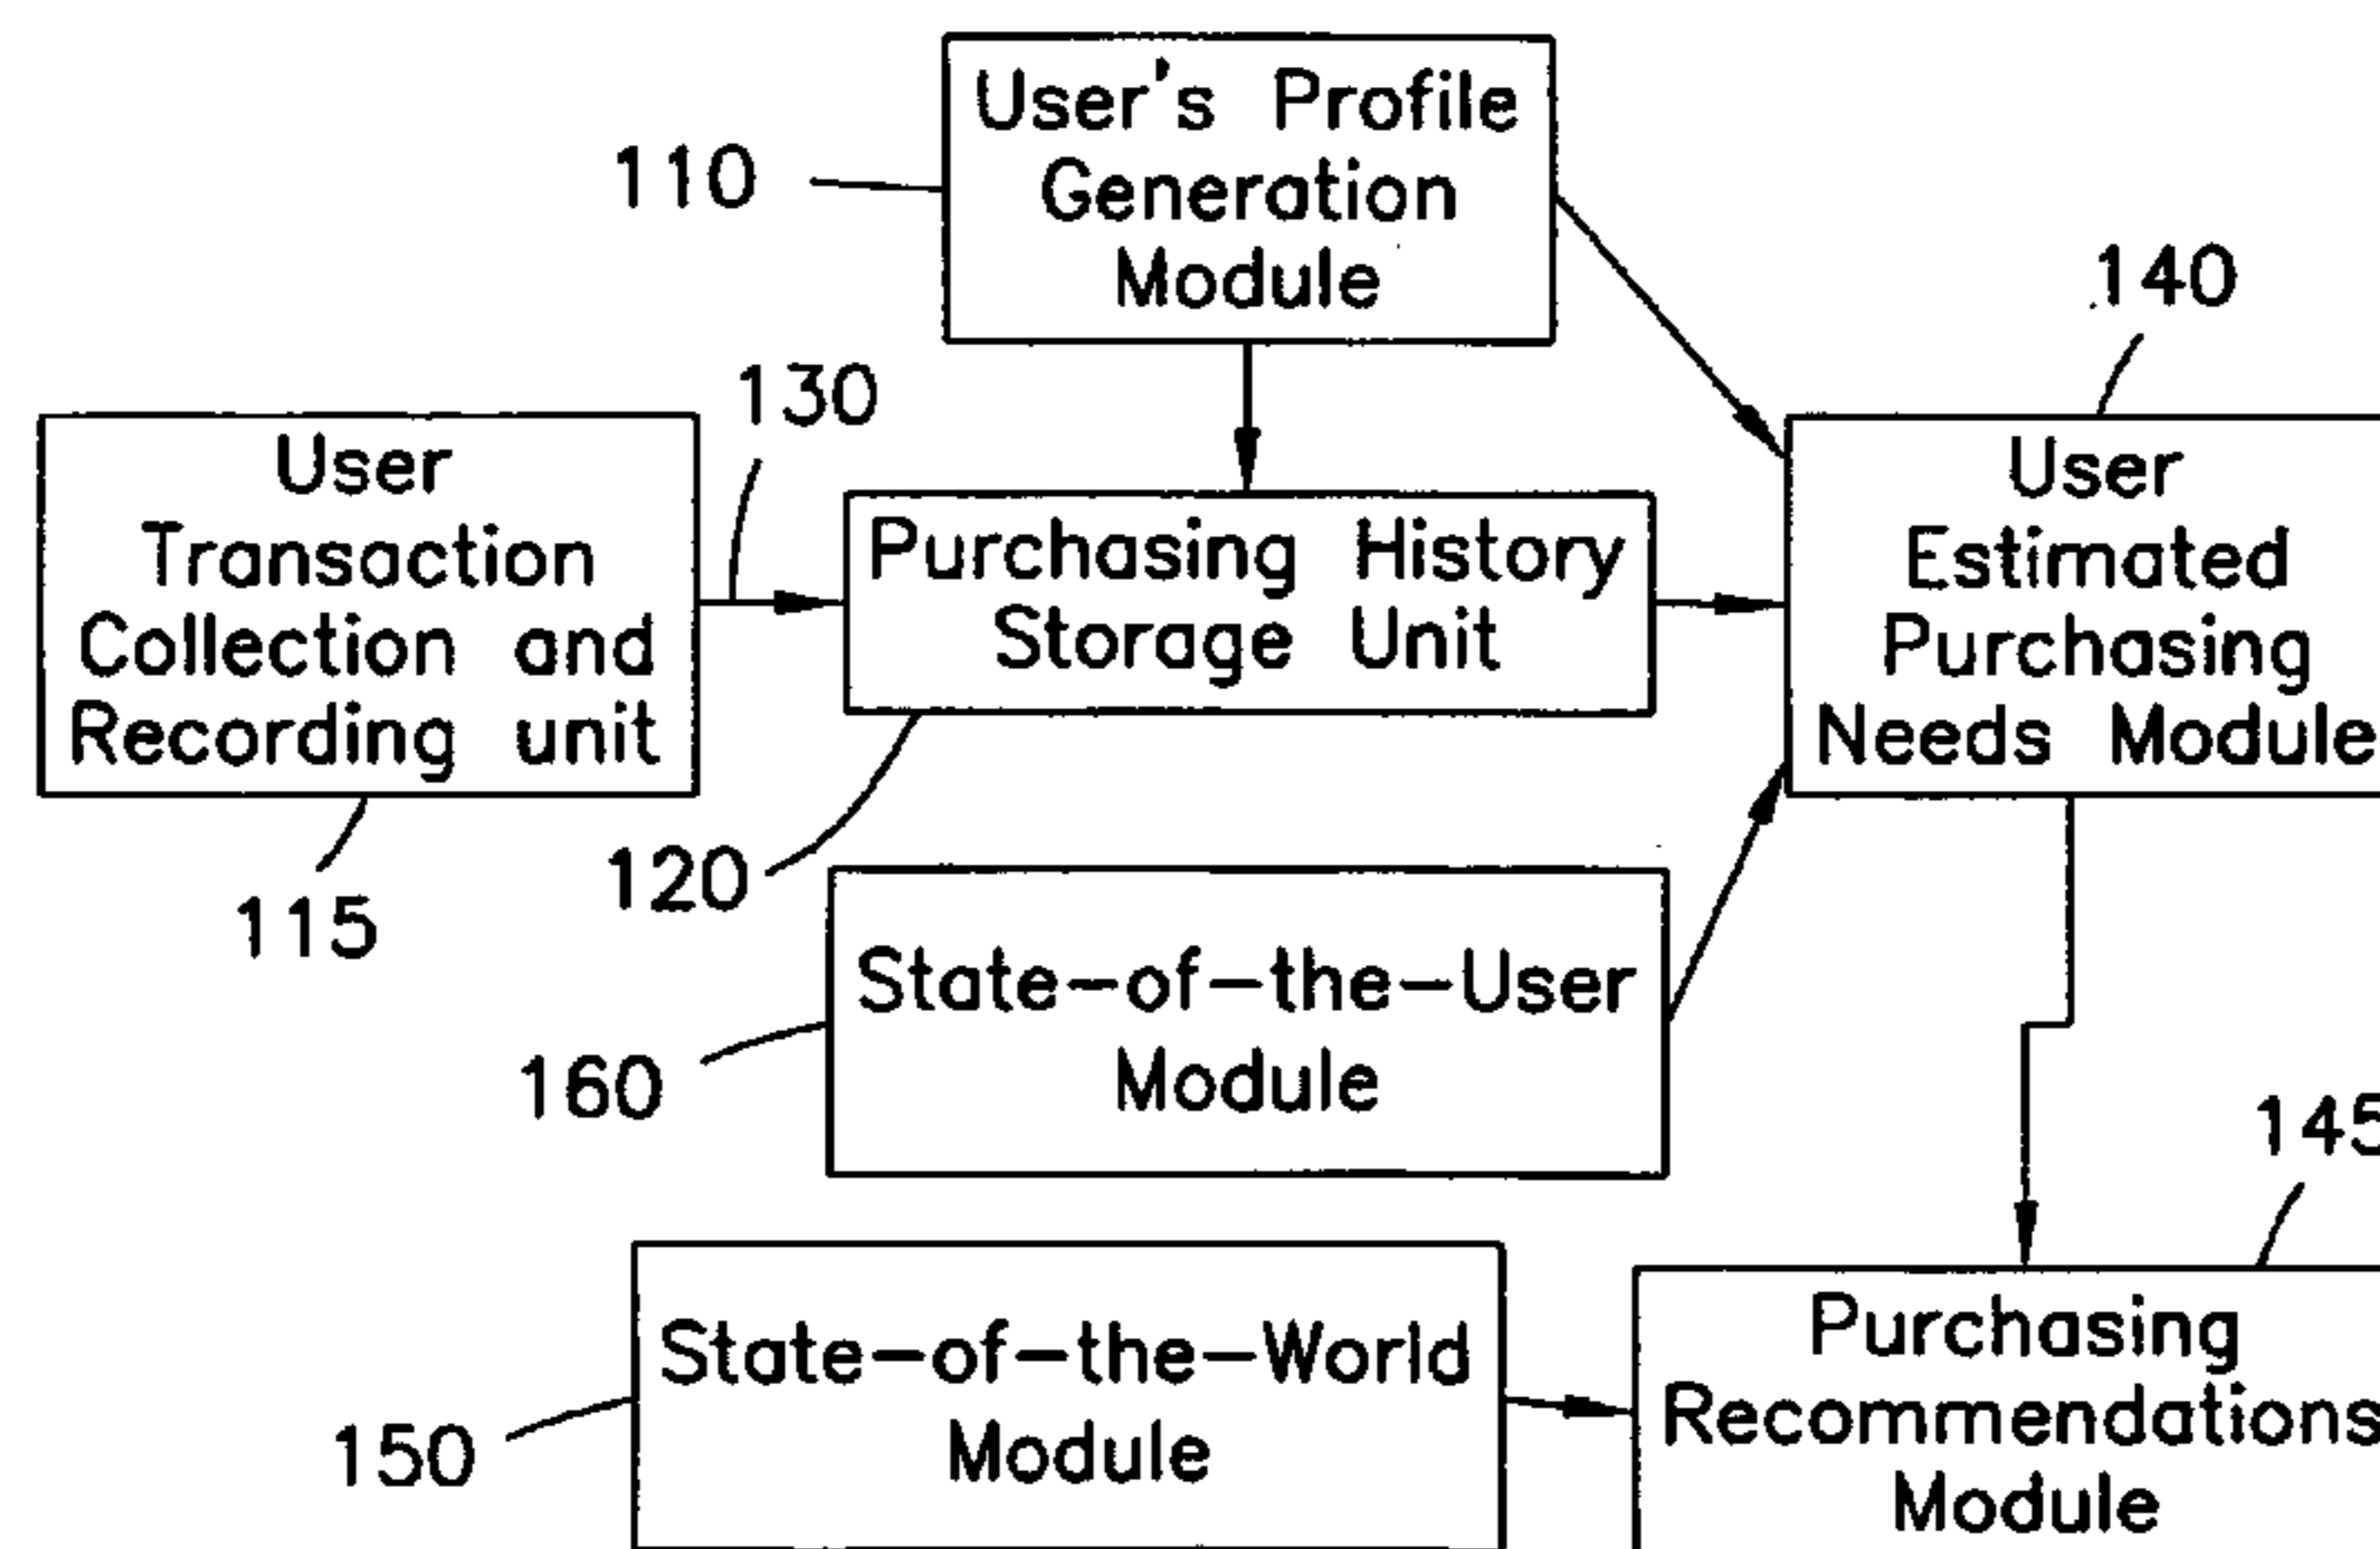 User's Profile
Generation
Module
110
140
130
User
Transaction
Collection and
Recording unit
Purchasing History
Storage Unit
User
Estimated
Purchasing
Needs Module
115
120
State-of-the-User
Module
160
145
State-of-the-World
Module
150
Purchasing
Recommendations
Module